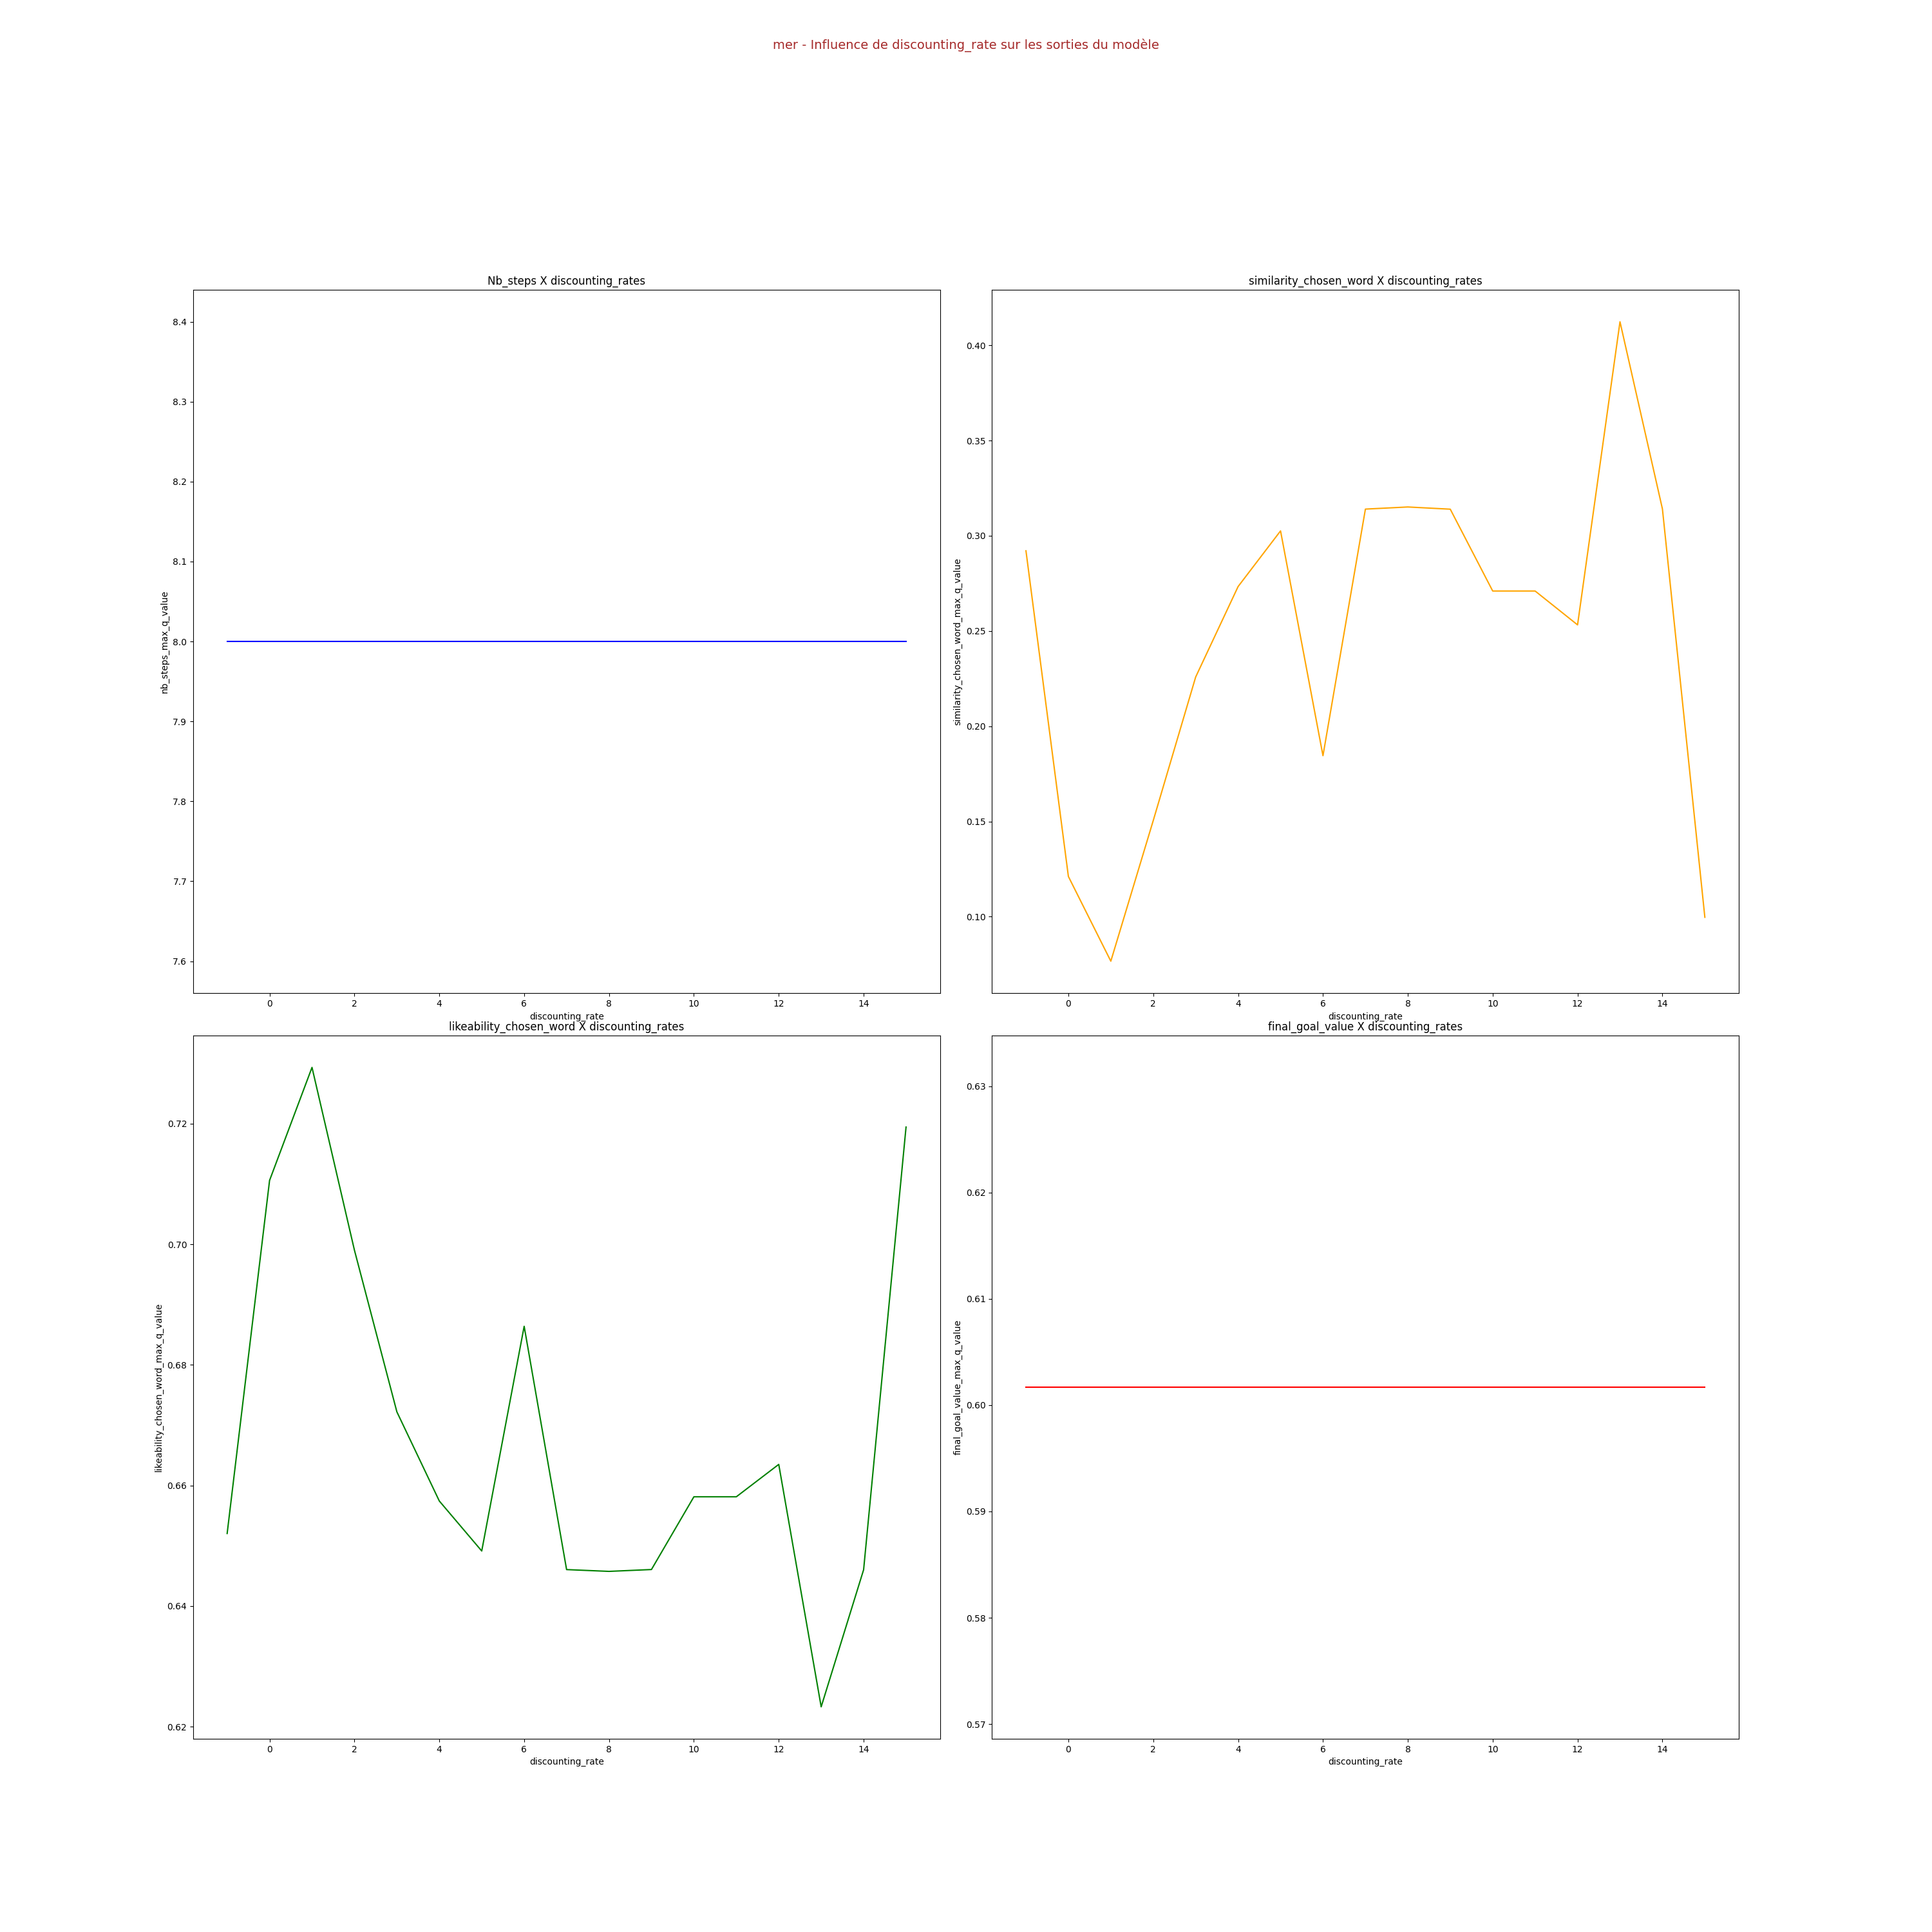 mer - Influence de discounting_rate sur les sorties du modèle
Nb_steps X discounting_rates
8.4
8.3
8.2
8.1
8.0
7.9
7.8
7.7
7.6
nb_steps_max_q_value
0 2 4 6 8 10 12 14
discounting_rate
similarity_chosen_word X discounting_rates
0.40
0.35
0.30
0.25
0.20
0.15
0.10
similarity_chosen_word_max_q_value
0 2 4 6 8 10 12 14
discounting_rate
likeability_chosen_word X discounting_rates
0.72
0.70
0.68
0.66
0.64
0.62
likeability_chosen_word_max_q_value
0 2 4 6 8 10 12 14
discounting_rate
final_goal_value X discounting_rates
0.63
0.62
0.61
0.60
0.59
0.58
0.57
final_goal_value_max_q_value
0 2 4 6 8 10 12 14
discounting_rate